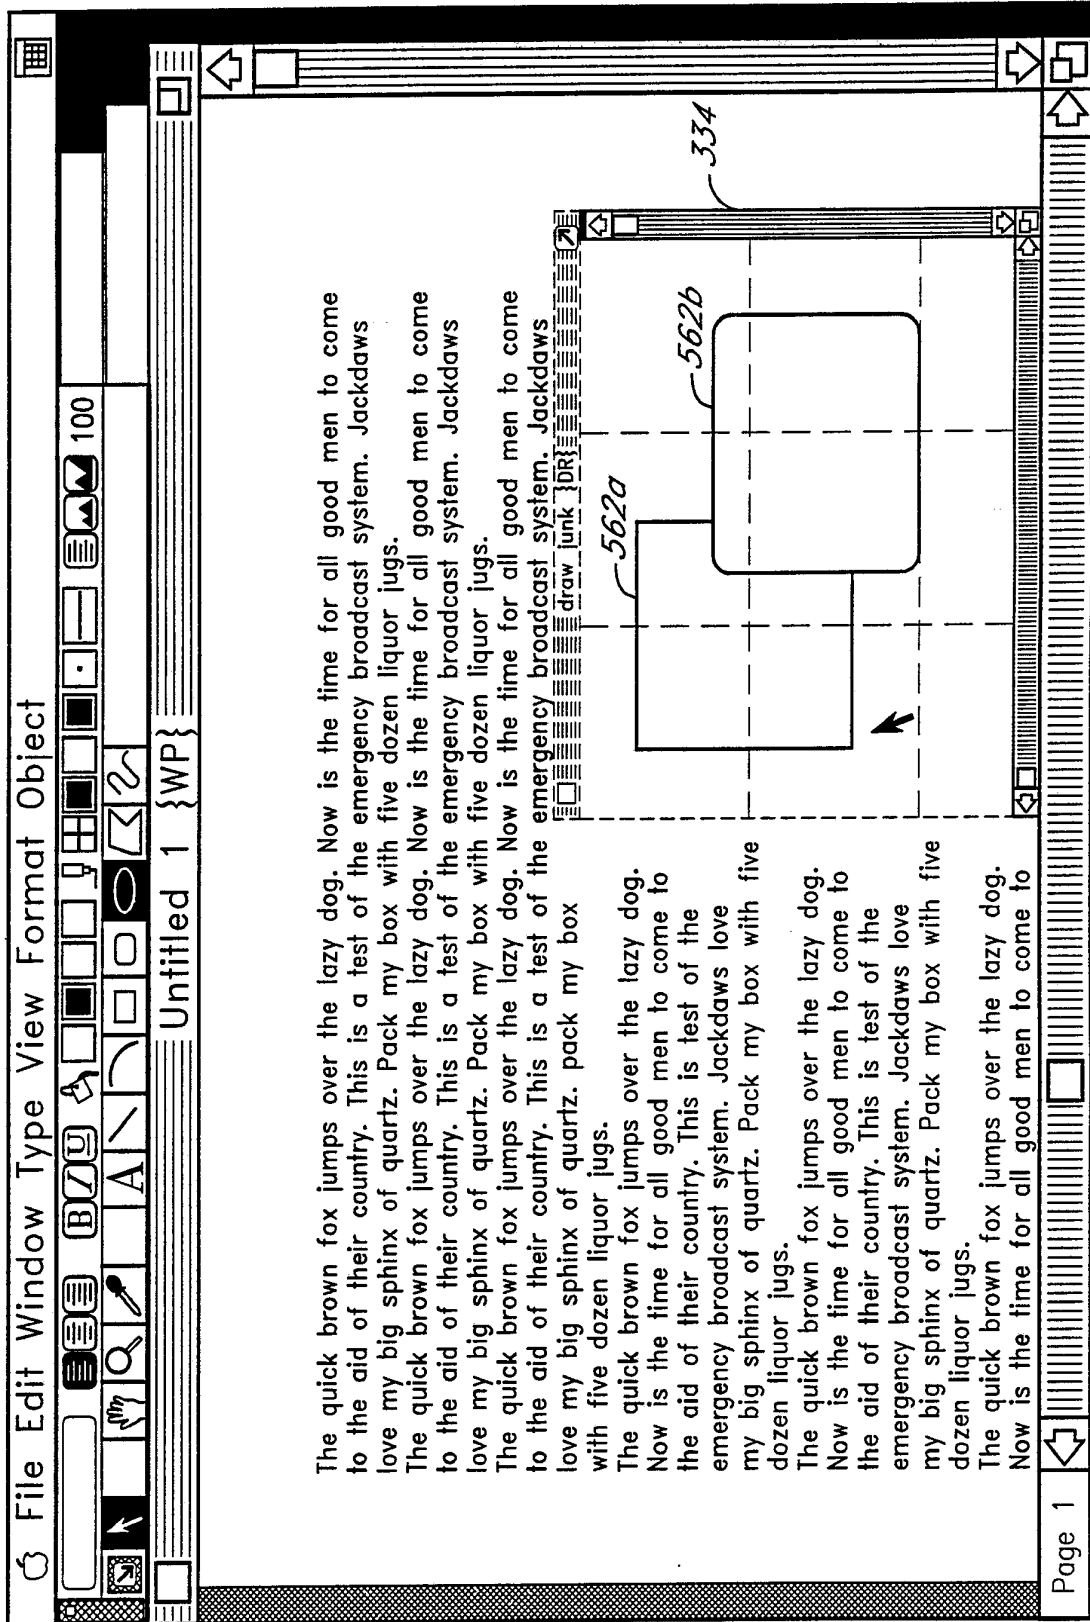 File Edit Window Type View Format Object
B I U 100
A
Untitled 1 {WP}
The quick brown fox jumps over the lazy dog. Now is the time for all good men to come
to the aid of their country. This is a test of the emergency broadcast system. Jackdaws
love my big sphinx of quartz. Pack my box with five dozen liquor jugs.
The quick brown fox jumps over the lazy dog. Now is the time for all good men to come
to the aid of their country. This is a test of the emergency broadcast system. Jackdaws
love my big sphinx of quartz. Pack my box with five dozen liquor jugs.
The quick brown fox jumps over the lazy dog. Now is the time for all good men to come
to the aid of their country. This is a test of the emergency broadcast system. Jackdaws
love my big sphinx of quartz. pack my box
with five dozen liquor jugs.
The quick brown fox jumps over the lazy dog.
Now is the time for all good men to come to
the aid of their country. This is test of the
emergency broadcast system. Jackdaws love
my big sphinx of quartz. Pack my box with five
dozen liquor jugs.
The quick brown fox jumps over the lazy dog.
Now is the time for all good men to come to
the aid of their country. This is test of the
emergency broadcast system. Jackdaws love
my big sphinx of quartz. Pack my box with five
dozen liquor jugs.
The quick brown fox jumps over the lazy dog.
Now is the time for all good men to come to
draw junk {DR}
562a
562b
334
Page 1